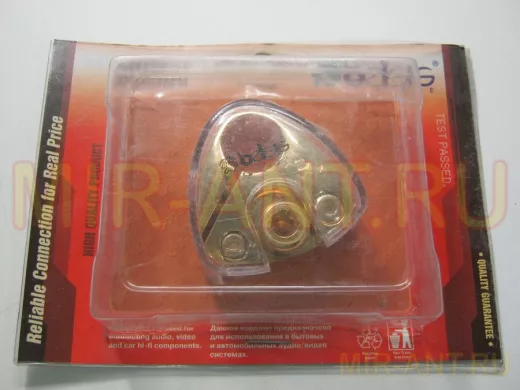 TEST PASSED.
Reliable Connection for Real Price
HIGH QUALITY PRODUCT
• QUALITY GUARANTEE •
MR-ANT.RU
audio, video
and car hi-fi components.
Данное изделие предназначено
для использования в бытовых
и автомобильных аудио/видео
системах.
MR-ANT.RU